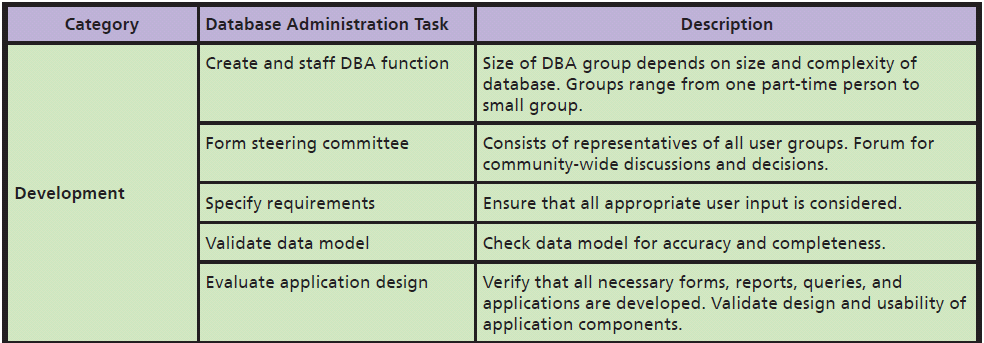 Category Database Administration Task Description
Development
Create and staff DBA function
Size of DBA group depends on size and complexity of
database. Groups range from one part-time person to
small group.
Form steering committee
Consists of representatives of all user groups. Forum for
community-wide discussions and decisions.
Specify requirements
Ensure that all appropriate user input is considered.
Validate data model
Check data model for accuracy and completeness.
Evaluate application design
Verify that all necessary forms, reports, queries, and
applications are developed. Validate design and usability of
application components.